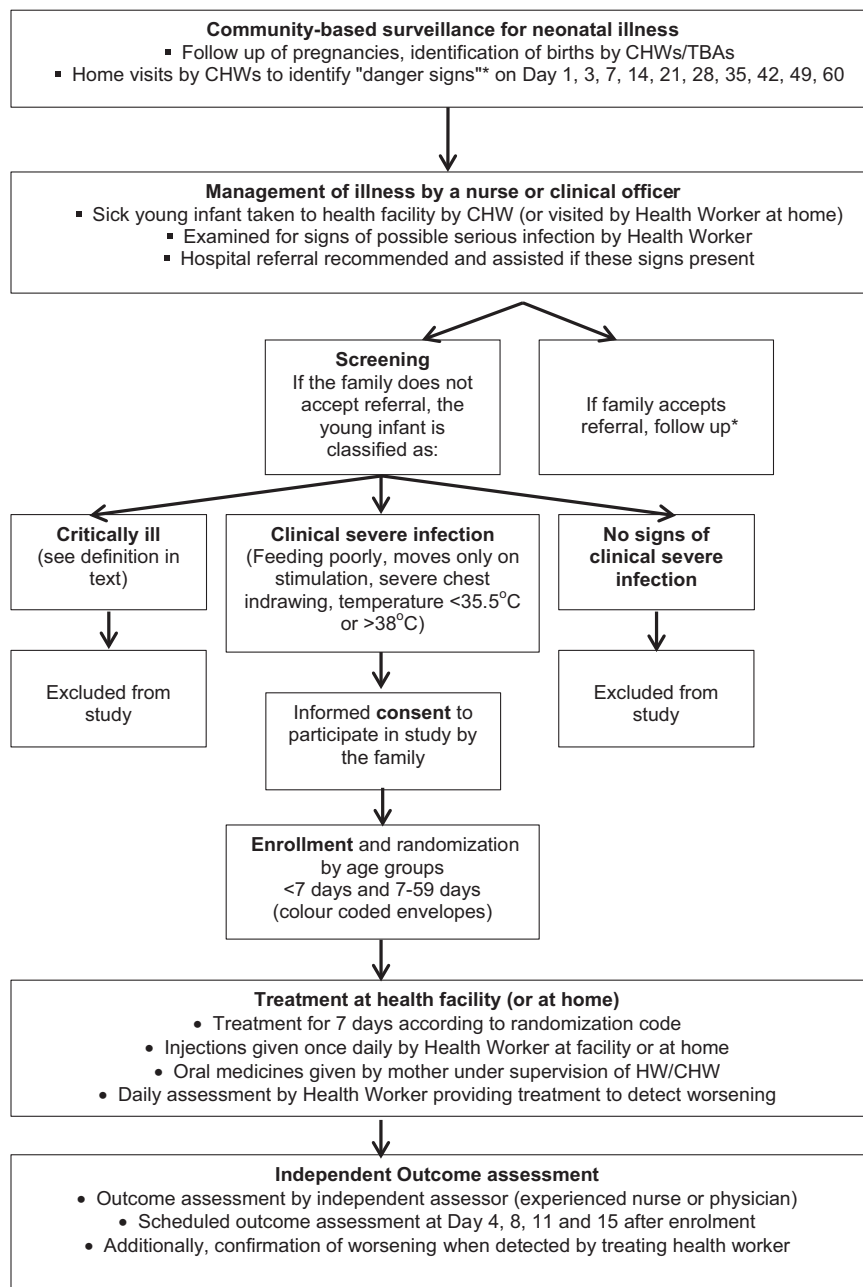 Community-based surveillance for neonatal illness
▪ Follow up of pregnancies, identification of births by CHWs/TBAs
▪ Home visits by CHWs to identify "danger signs"* on Day 1, 3, 7, 14, 21, 28, 35, 42, 49, 60
Management of illness by a nurse or clinical officer
▪ Sick young infant taken to health facility by CHW (or visited by Health Worker at home)
▪ Examined for signs of possible serious infection by Health Worker
▪ Hospital referral recommended and assisted if these signs present
Screening
If the family does not
accept referral, the
young infant is
classified as:
If family accepts
referral, follow up*
Critically ill
(see definition in
text)
Clinical severe infection
(Feeding poorly, moves only on
stimulation, severe chest
indrawing, temperature <35.5°C
or >38°C)
No signs of
clinical severe
infection
Excluded from
study
Informed consent to
participate in study by
the family
Excluded from
study
Enrollment and randomization
by age groups
<7 days and 7-59 days
(colour coded envelopes)
Treatment at health facility (or at home)
• Treatment for 7 days according to randomization code
• Injections given once daily by Health Worker at facility or at home
• Oral medicines given by mother under supervision of HW/CHW
• Daily assessment by Health Worker providing treatment to detect worsening
Independent Outcome assessment
• Outcome assessment by independent assessor (experienced nurse or physician)
• Scheduled outcome assessment at Day 4, 8, 11 and 15 after enrolment
• Additionally, confirmation of worsening when detected by treating health worker